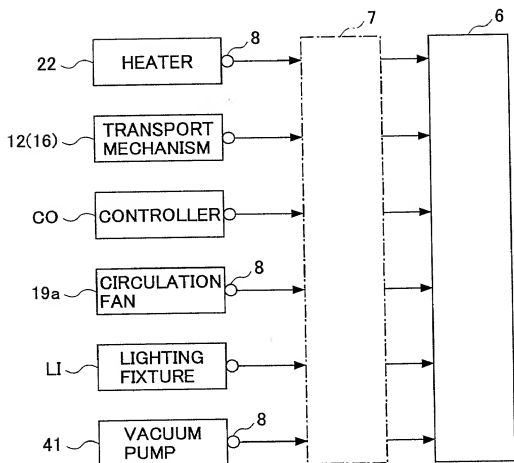 7
6
8
22
HEATER
12(16)
TRANSPORT
MECHANISM
CO
CONTROLLER
8
19a
CIRCULATION
FAN
LI
LIGHTING
FIXTURE
8
41
VACUUM
PUMP